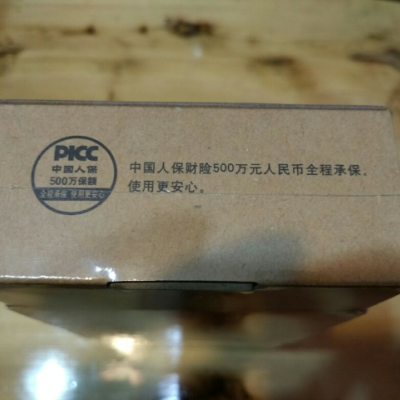 PICC
中国人保
500万保额
全程承保 使用更安心
中国人保财险500万元人民币全程承保，
使用更安心。